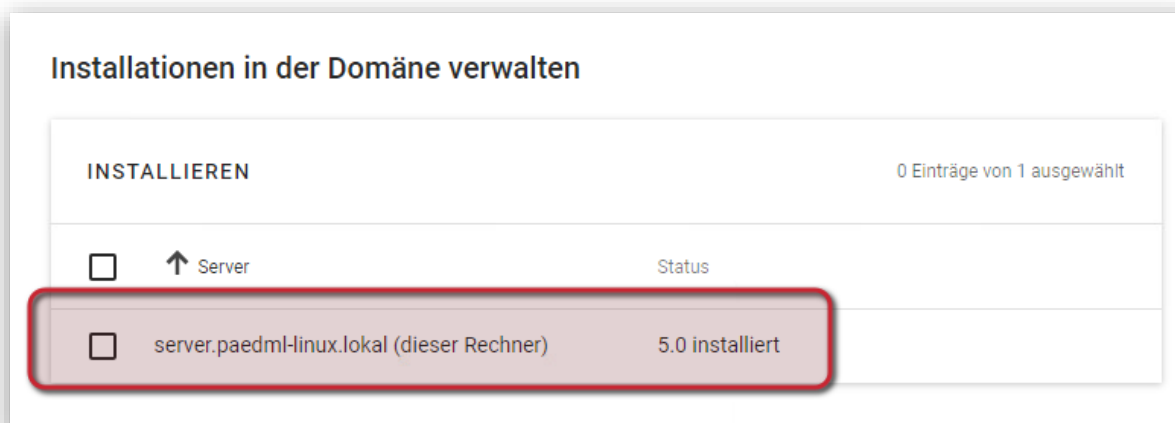 Installationen in der Domäne verwalten
INSTALLIEREN
0 Einträge von 1 ausgewählt
Server
Status
server.paedml-linux.lokal (dieser Rechner)
5.0 installiert